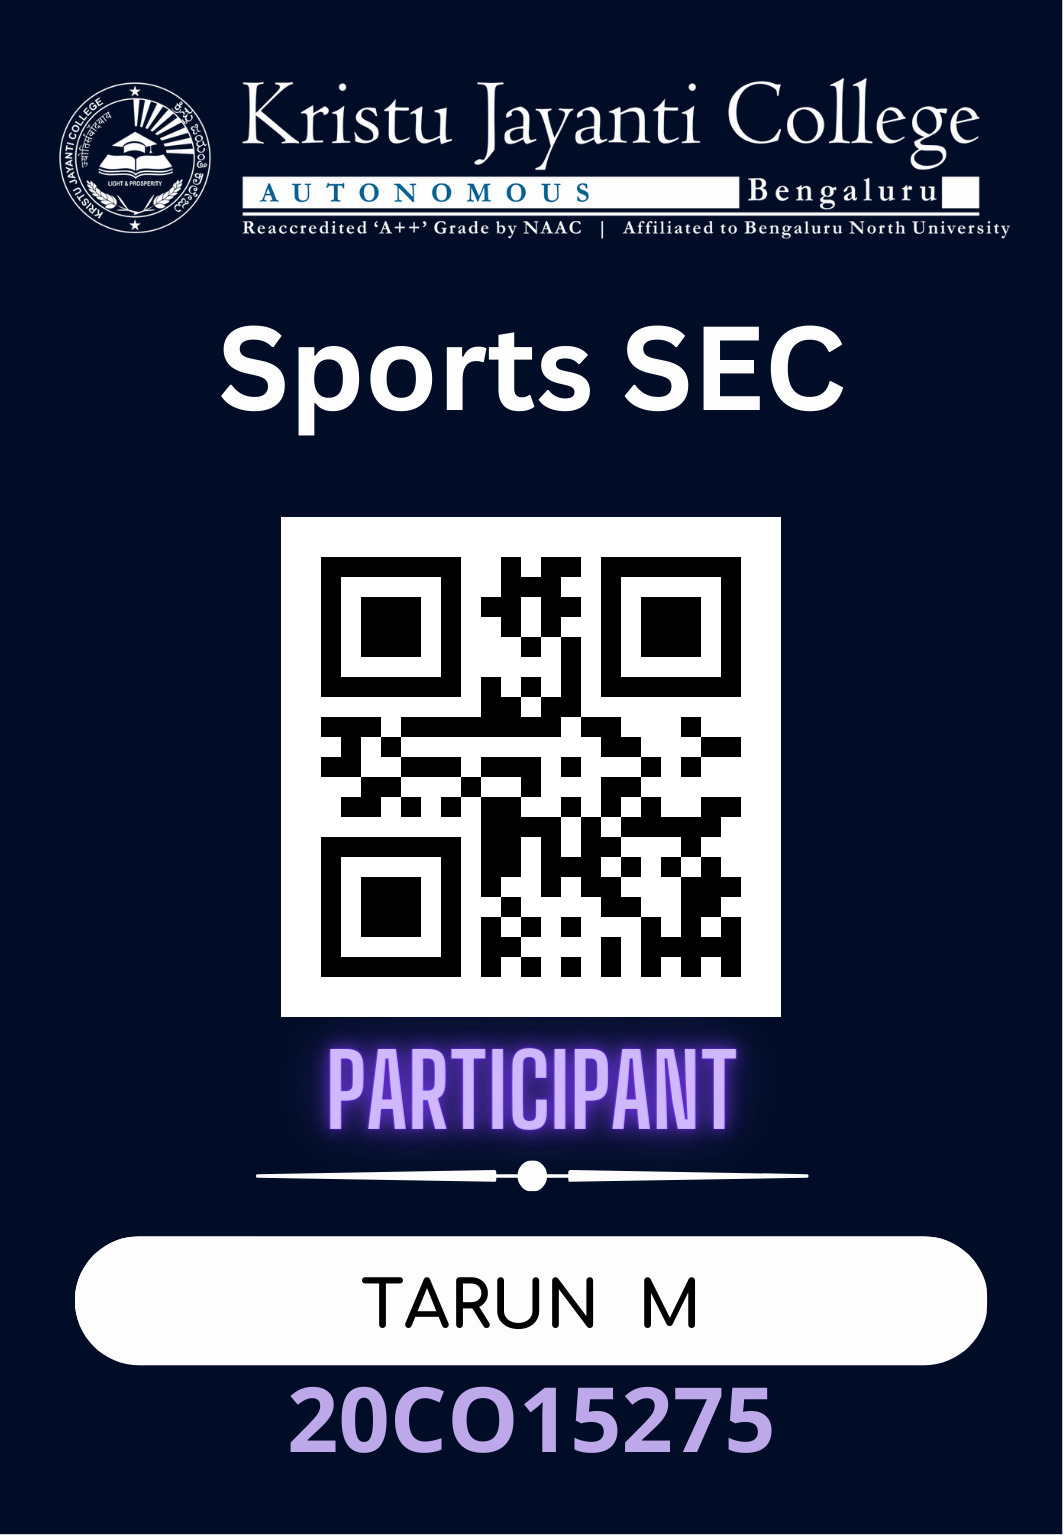 KRISTU JAYANTI COLLEGE
LIGHT & PROSPERITY
Kristu Jayanti College
AUTONOMOUS Bengaluru
Reaccredited ‘A++’ Grade by NAAC | Affiliated to Bengaluru North University
Sports SEC
PARTICIPANT
TARUN M
20CO15275